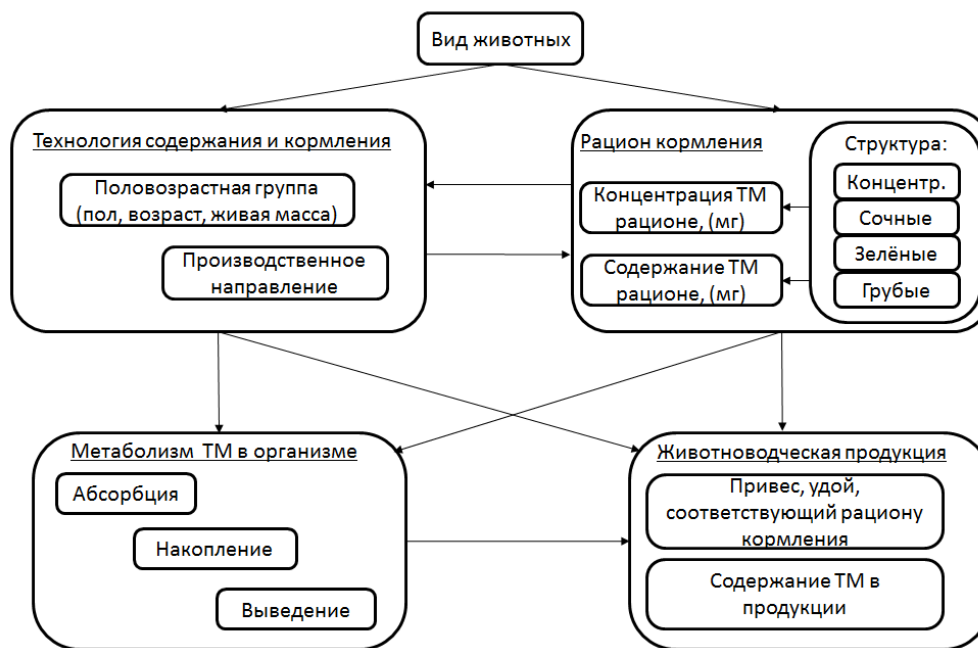 Вид животных
Технология содержания и кормления
Половозрастная группа
(пол, возраст, живая масса)
Производственное
направление
Рацион кормления
Концентрация ТМ
рационе, (мг)
Содержание ТМ
рационе, (мг)
Структура:
Концентр.
Сочные
Зелёные
Грубые
Метаболизм ТМ в организме
Абсорбция
Накопление
Выведение
Животноводческая продукция
Привес, удой,
соответствующий рациону
кормления
Содержание ТМ в
продукции